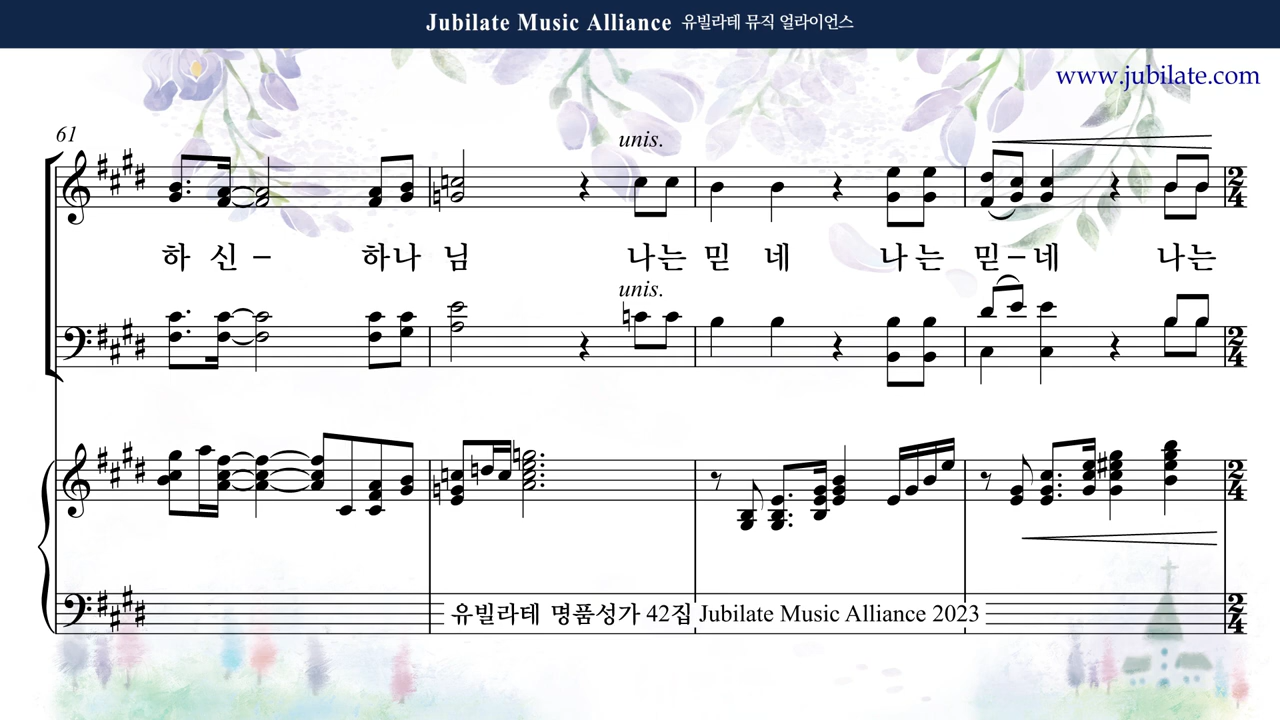 Jubilate Music Alliance 유빌라테 뮤직 얼라이언스
www.jubilate.com
61
unis.
하 신 – 하나 님 나는 믿 네 나는 믿 – 네 나는
unis.
유빌라테 명품성가 42집 Jubilate Music Alliance 2023